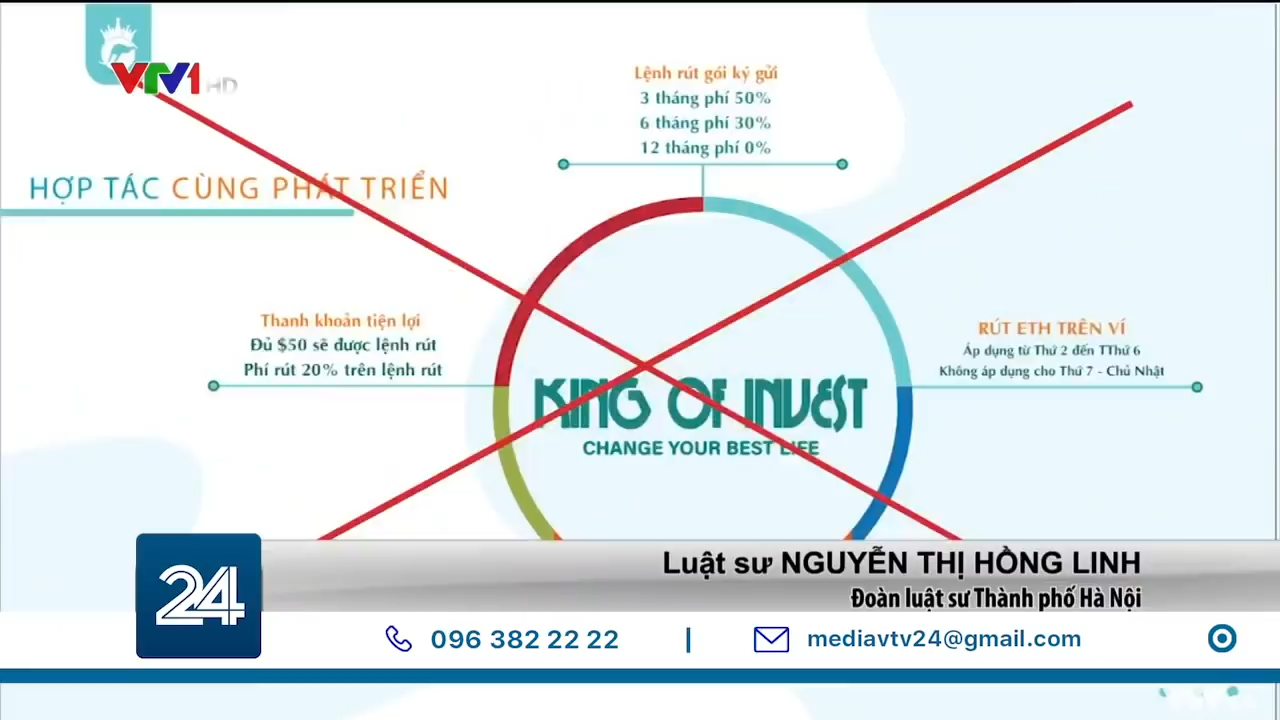 VTV1 HD
Lệnh rút gói ký gửi
3 tháng phí 50%
6 tháng phí 30%
12 tháng phí 0%
HỢP TÁC CÙNG PHÁT TRIỂN
Thanh khoản tiện lợi
Đủ $50 sẽ được lệnh rút
Phí rút 20% trên lệnh rút
RÚT ETH TRÊN VÍ
Áp dụng từ Thứ 2 đến TThứ 6
Không áp dụng cho Thứ 7 - Chủ Nhật
KING OF INVEST
CHANGE YOUR BEST LIFE
24
Luật sư NGUYỄN THỊ HỒNG LINH
Đoàn luật sư Thành phố Hà Nội
096 382 22 22 | mediavtv24@gmail.com